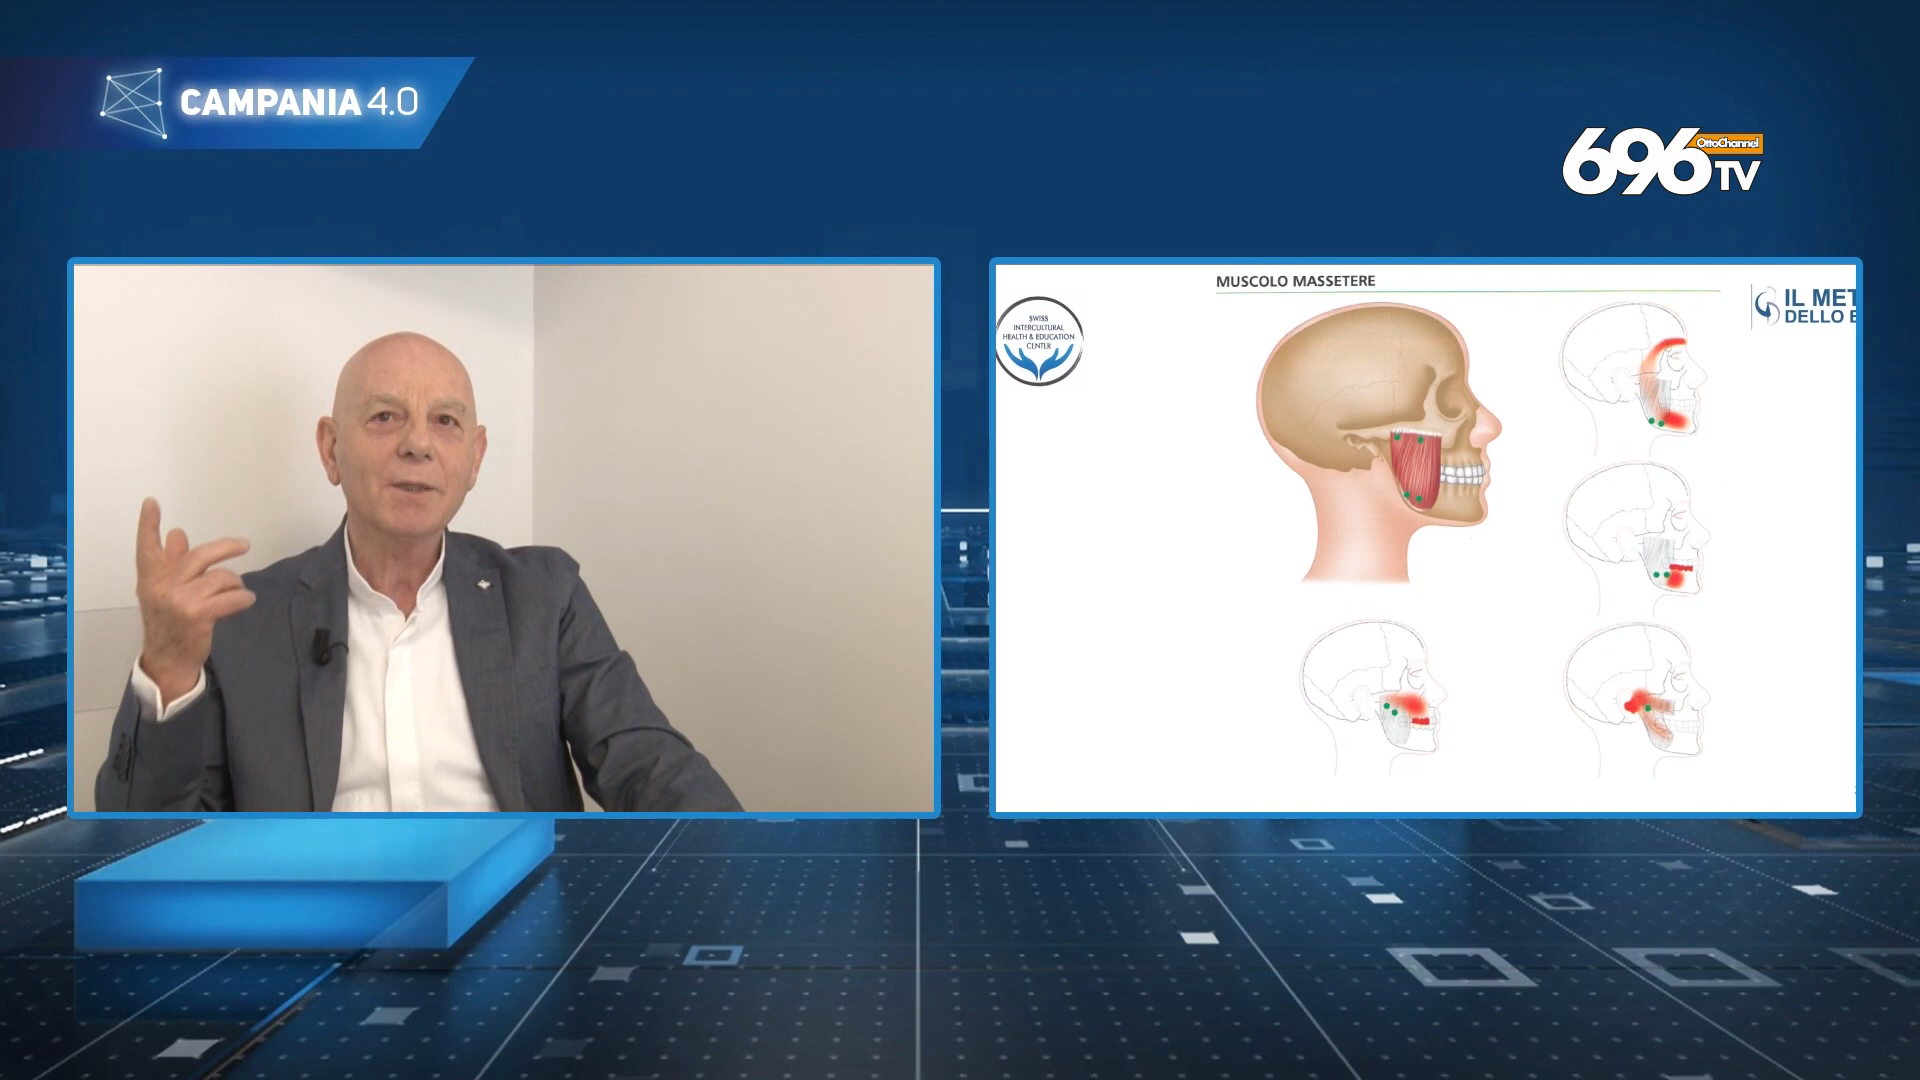 CAMPANIA 4.0
696 TV
OttoChannel
MUSCOLO MASSETERE
SWISS
INTERCULTURAL
HEALTH & EDUCATION
CENTER
IL MET
DELLO E